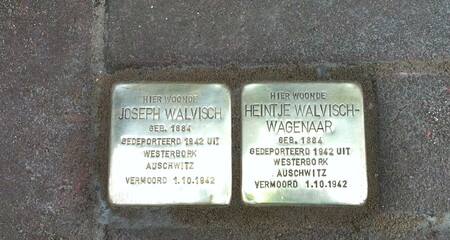 HIER WOONDE
JOSEPH WALVISCH
GEB. 1884
GEDEPORTEERD 1942 UIT
WESTERBORK
AUSCHWITZ
VERMOORD 1.10.1942
HIER WOONDE
HEINTJE WALVISCH-
WAGENAAR
GEB. 1884
GEDEPORTEERD 1942 UIT
WESTERBORK
AUSCHWITZ
VERMOORD 1.10.1942